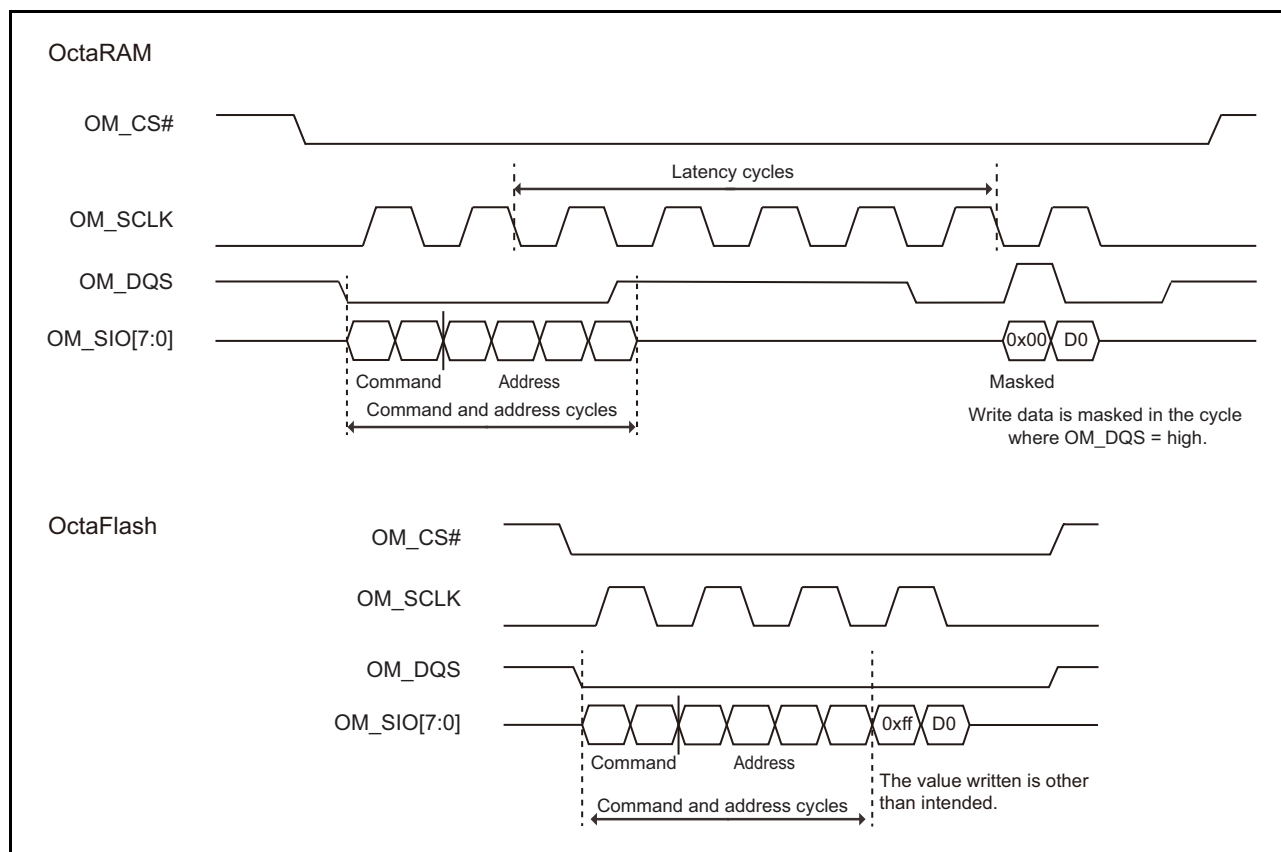 OctaRAM
OM_CS#
Latency cycles
OM_SCLK
OM_DQS
OM_SIO[7:0]
0x00 D0
Command Address Masked
Command and address cycles
Write data is masked in the cycle
where OM_DQS = high.
OctaFlash
OM_CS#
OM_SCLK
OM_DQS
OM_SIO[7:0]
0xff D0
Command Address
The value written is other
than intended.
Command and address cycles